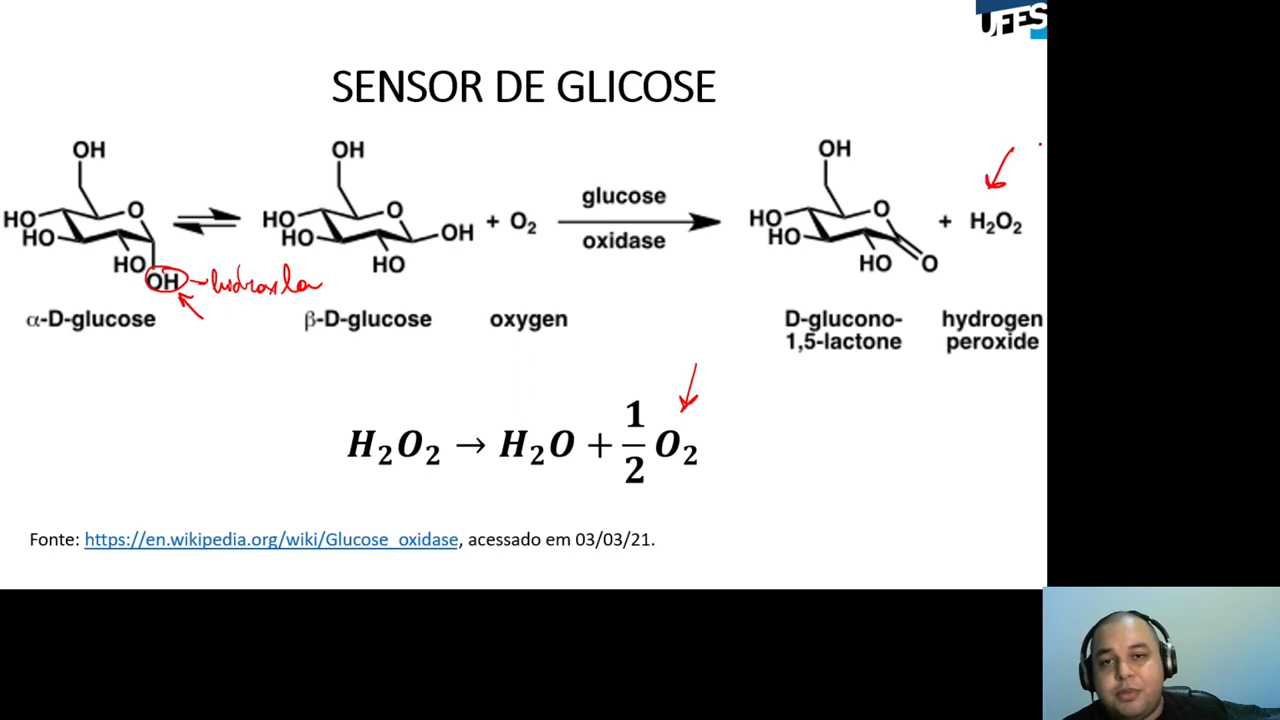 UFES
SENSOR DE GLICOSE
OH OH OH
O O O
HO HO OH + O₂ glucose HO + H₂O₂
HO HO oxidase HO
HO HO HO O
OH hidroxila
α-D-glucose β-D-glucose oxygen D-glucono- hydrogen
1,5-lactone peroxide
H₂O₂ → H₂O + 1/2 O₂
Fonte: https://en.wikipedia.org/wiki/Glucose_oxidase, acessado em 03/03/21.